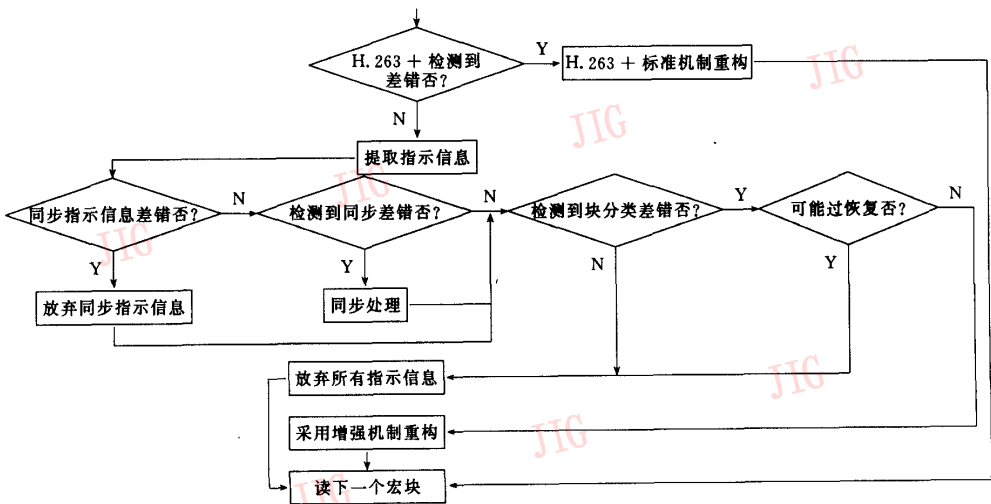 H.263＋检测到
差错否？
Y
H.263＋标准机制重构
N
提取指示信息
同步指示信息差错否？
N
检测到同步差错否？
N
检测到块分类差错否？
Y
可能过恢复否？
N
Y
放弃同步指示信息
Y
同步处理
N
Y
放弃所有指示信息
采用增强机制重构
读下一个宏块
JIG
JIG
JIG
JIG
JIG
JIG
JIG